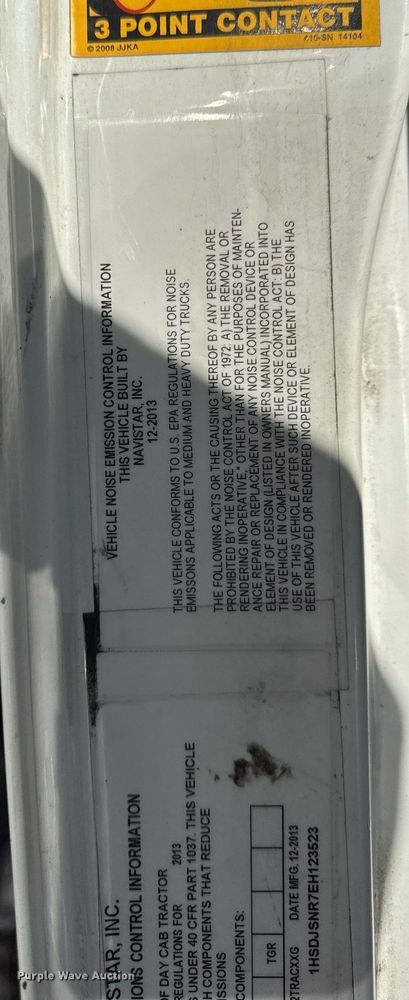 3 POINT CONTACT
© 2008 JJKA
410-SN 14104
VEHICLE NOISE EMISSION CONTROL INFORMATION
THIS VEHICLE BUILT BY
NAVISTAR, INC.
12-2013
THIS VEHICLE CONFORMS TO U.S. EPA REGULATIONS FOR NOISE
EMISSONS APPLICABLE TO MEDIUM AND HEAVY DUTY TRUCKS.
THE FOLLOWING ACTS OR THE CAUSING THEREOF BY ANY PERSON ARE
PROHIBITED BY THE NOISE CONTROL ACT OF 1972: A) THE REMOVAL OR
RENDERING INOPERATIVE," OTHER THAN FOR THE PURPOSES OF MAINTEN-
ANCE REPAIR OR REPLACEMENT OF ANY NOISE CONTROL DEVICE OR
ELEMENT OF DESIGN (LISTED IN OWNERS MANUAL) INCORPORATED INTO
THIS VEHICLE IN COMPLIANCE WITH THE NOISE CONTROL ACT: B) THE
USE OF THIS VEHICLE AFTER SUCH DEVICE OR ELEMENT OF DESIGN HAS
BEEN REMOVED OR RENDERED INOPERATIVE.
STAR, INC.
IONS CONTROL INFORMATION
OF DAY CAB TRACTOR
REGULATIONS FOR 2013
S UNDER 40 CFR PART 1037. THIS VEHICLE
H COMPONENTS THAT REDUCE
SSIONS
COMPONENTS:
TGR
2TRACXXG DATE MFG. 12-2013
1HSDJSNR7EH123523
Purple Wave Auction